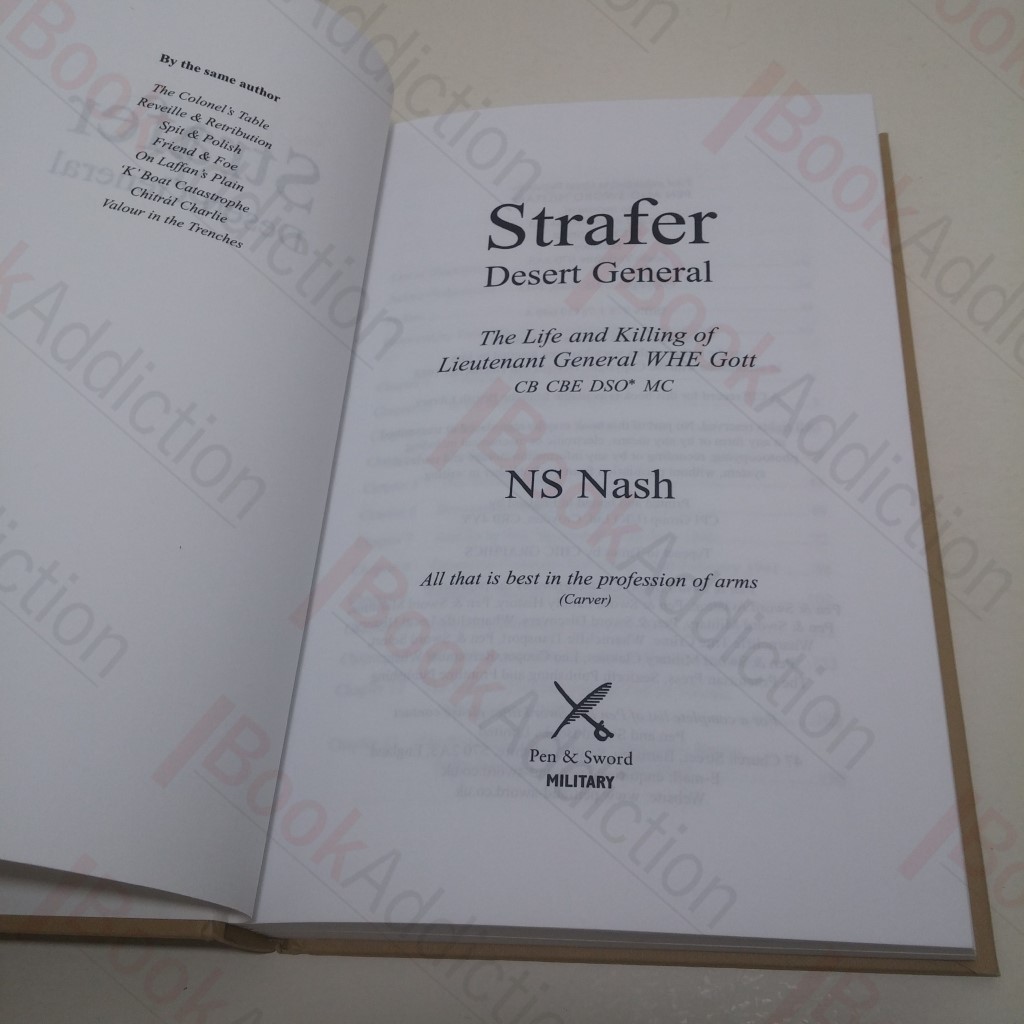 By the same author
The Colonel's Table
Reveille & Retribution
Spit & Polish
Friend & Foe
On Laffan's Plain
'K' Boat Catastrophe
Chitrál Charlie
Valour in the Trenches
Strafer
Desert General
The Life and Killing of
Lieutenant General WHE Gott
CB CBE DSO* MC
NS Nash
All that is best in the profession of arms
(Carver)
Pen & Sword
MILITARY
BookAddiction